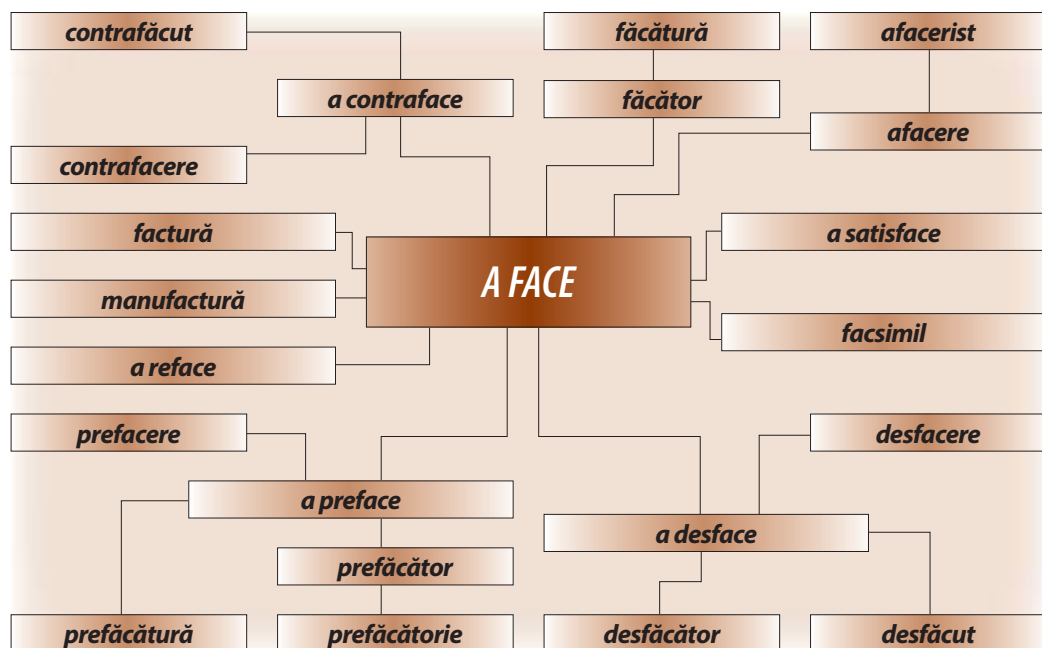 contrafăcut
făcătură
afacerist
a contraface
făcător
afacere
contrafacere
factură
a satisface
A FACE
manufactură
facsimil
a reface
prefacere
desfacere
a preface
a desface
prefăcător
prefăcătură
prefăcătorie
desfăcător
desfăcut